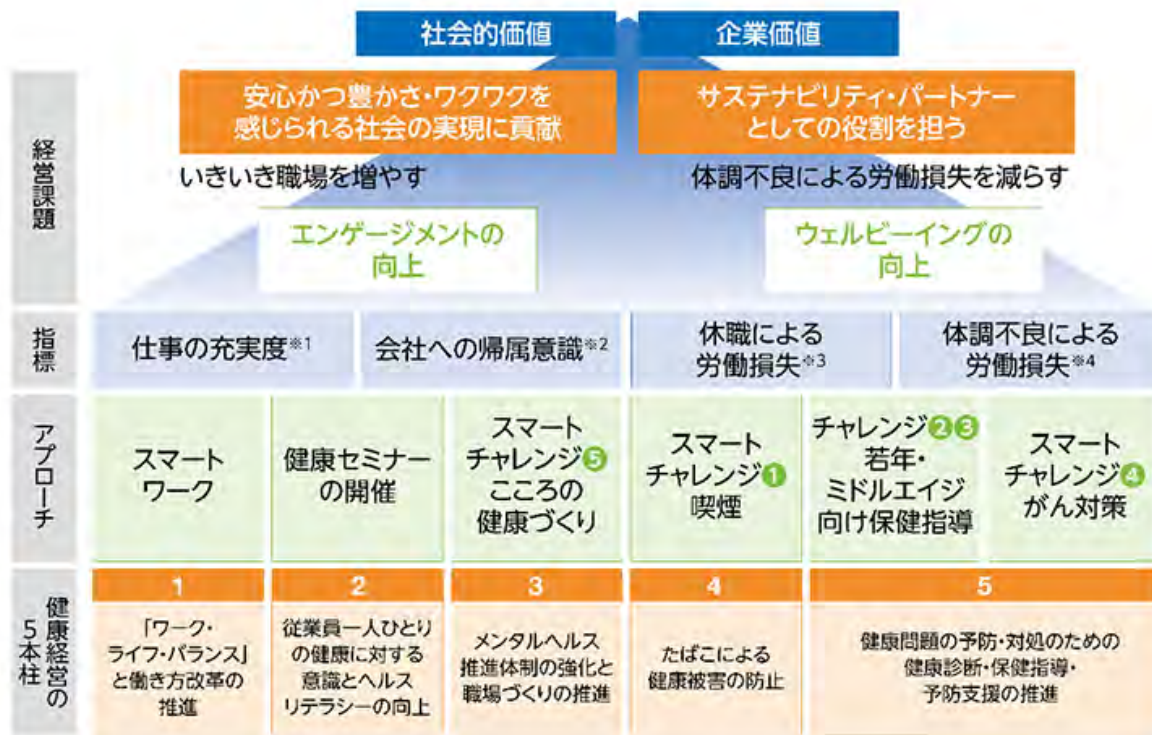 社会的価値
企業価値
経営課題
安心かつ豊かさ・ワクワクを
感じられる社会の実現に貢献
サステナビリティ・パートナー
としての役割を担う
いきいき職場を増やす
体調不良による労働損失を減らす
エンゲージメントの
向上
ウェルビーイングの
向上
指標
仕事の充実度※1
会社への帰属意識※2
休職による
労働損失※3
体調不良による
労働損失※4
アプローチ
スマート
ワーク
健康セミナー
の開催
スマート
チャレンジ❺
こころの
健康づくり
スマート
チャレンジ❶
喫煙
チャレンジ❷❸
若年・
ミドルエイジ
向け保健指導
スマート
チャレンジ❹
がん対策
健康経営の
5本柱
1
「ワーク・
ライフ・バランス」
と働き方改革の
推進
2
従業員一人ひとり
の健康に対する
意識とヘルス
リテラシーの向上
3
メンタルヘルス
推進体制の強化と
職場づくりの推進
4
たばこによる
健康被害の防止
5
健康問題の予防・対処のための
健康診断・保健指導・
予防支援の推進